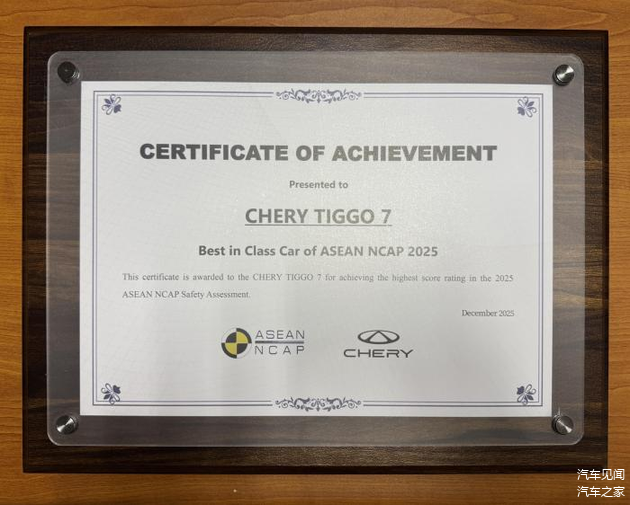 CERTIFICATE OF ACHIEVEMENT
Presented to
CHERY TIGGO 7
Best in Class Car of ASEAN NCAP 2025
This certificate is awarded to the CHERY TIGGO 7 for achieving the highest score rating in the 2025
ASEAN NCAP Safety Assessment.
December 2025
ASEAN
NCAP
CHERY
汽车见闻
汽车之家